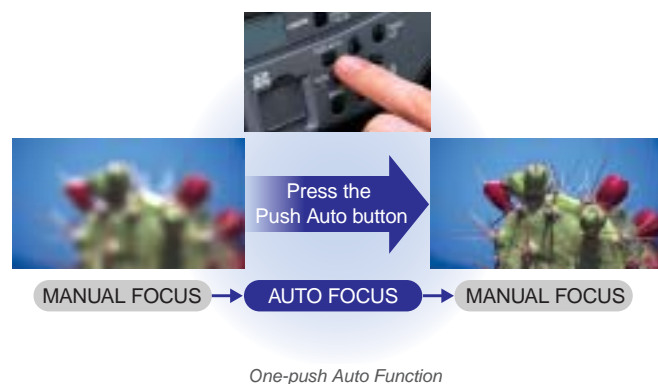 Press the
Push Auto button
MANUAL FOCUS
AUTO FOCUS
MANUAL FOCUS
One-push Auto Function